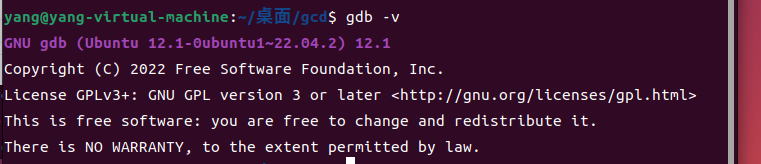 yang@yang-virtual-machine:~/桌面/gcd$ gdb -v
GNU gdb (Ubuntu 12.1-0ubuntu1~22.04.2) 12.1
Copyright (C) 2022 Free Software Foundation, Inc.
License GPLv3+: GNU GPL version 3 or later <http://gnu.org/licenses/gpl.html>
This is free software: you are free to change and redistribute it.
There is NO WARRANTY, to the extent permitted by law.